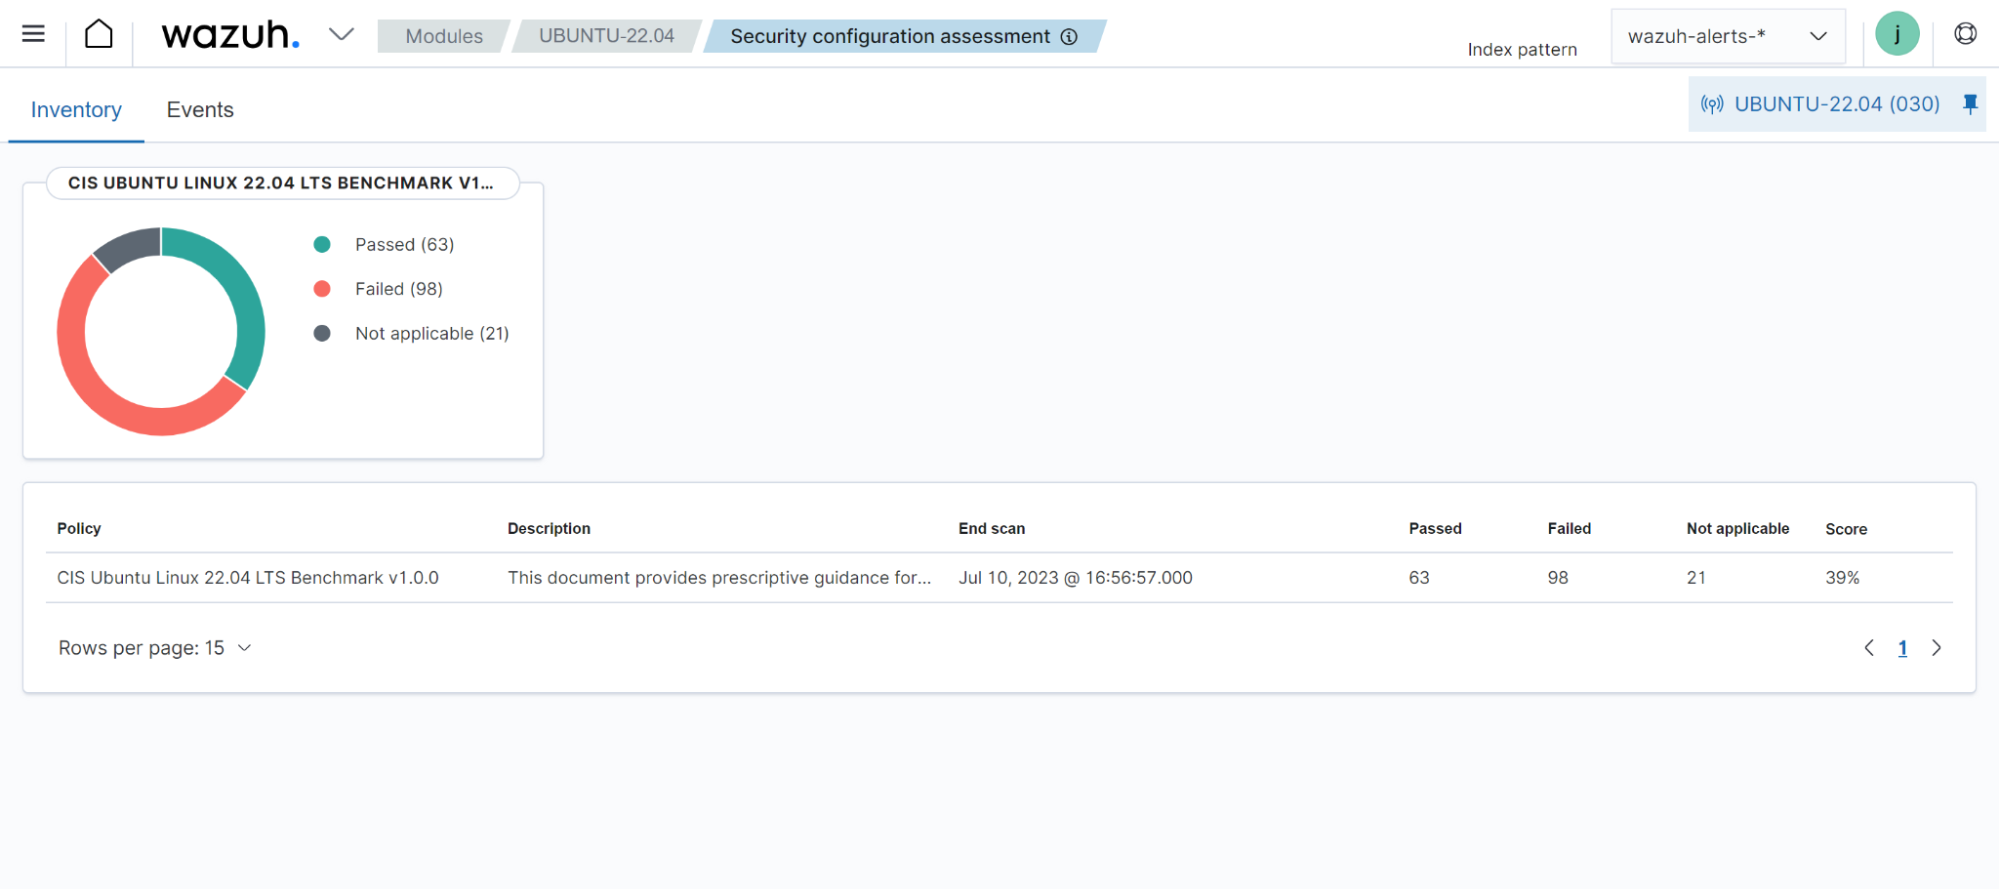 wazuh.
Modules
UBUNTU-22.04
Security configuration assessment
Index pattern
wazuh-alerts-*
j
Inventory
Events
UBUNTU-22.04 (030)
CIS UBUNTU LINUX 22.04 LTS BENCHMARK V1...
Passed (63)
Failed (98)
Not applicable (21)
Policy Description End scan Passed Failed Not applicable Score
CIS Ubuntu Linux 22.04 LTS Benchmark v1.0.0 This document provides prescriptive guidance for... Jul 10, 2023 @ 16:56:57.000 63 98 21 39%
Rows per page: 15
1